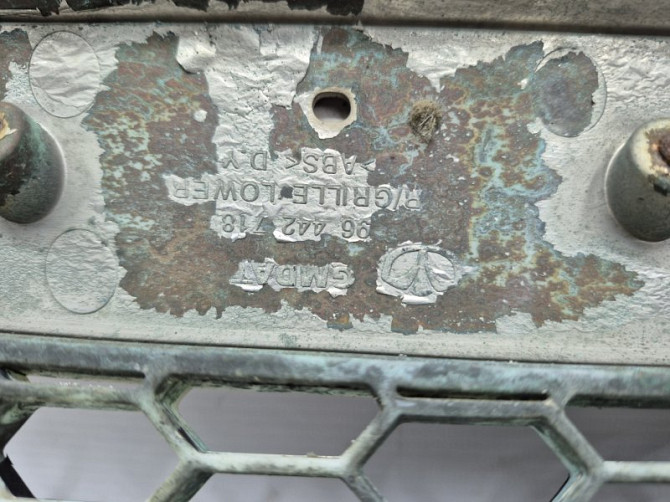 GMDAT
96 442 718
R/GRILLE-LOWER
>ABS< D.Y